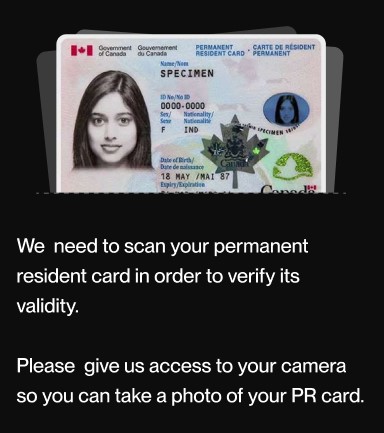 Government Gouvernement PERMANENT CARTE DE RÉSIDENT
of Canada du Canada RESIDENT CARD · PERMANENT
Name/Nom
SPECIMEN
ID No/No ID
0000-0000
Sex/ Nationality/
Sexe Nationalité
F IND
Canada
Date of Birth/
Date de naissance
18 MAY /MAI 87
Expiry/Expiration
Canada
We need to scan your permanent
resident card in order to verify its
validity.
Please give us access to your camera
so you can take a photo of your PR card.